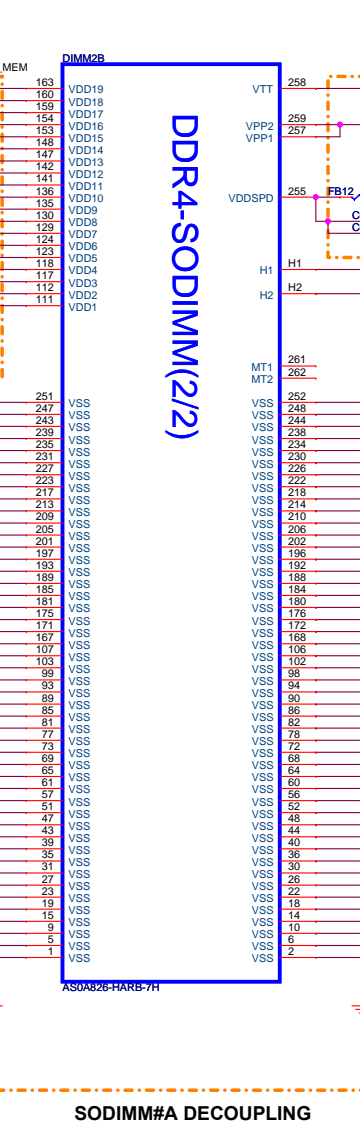 DIMM2B
_MEM
163 VDD19 VTT 258
160 VDD18
159 VDD17
154 VDD16 VPP2 259
153 VDD15 VPP1 257
148 VDD14
147 VDD13
142 VDD12
141 VDD11
136 VDD10 VDDSPD 255 FB12
135 VDD9
130 VDD8 C
129 VDD7 C
124 VDD6
123 VDD5
118 VDD4 H1 H1
117 VDD3
112 VDD2 H2 H2
111 VDD1
DDR4-SODIMM(2/2)
MT1 261
MT2 262
251 VSS VSS 252
247 VSS VSS 248
243 VSS VSS 244
239 VSS VSS 238
235 VSS VSS 234
231 VSS VSS 230
227 VSS VSS 226
223 VSS VSS 222
217 VSS VSS 218
213 VSS VSS 214
209 VSS VSS 210
205 VSS VSS 206
201 VSS VSS 202
197 VSS VSS 196
193 VSS VSS 192
189 VSS VSS 188
185 VSS VSS 184
181 VSS VSS 180
175 VSS VSS 176
171 VSS VSS 172
167 VSS VSS 168
107 VSS VSS 106
103 VSS VSS 102
99 VSS VSS 98
93 VSS VSS 94
89 VSS VSS 90
85 VSS VSS 86
81 VSS VSS 82
77 VSS VSS 78
73 VSS VSS 72
69 VSS VSS 68
65 VSS VSS 64
61 VSS VSS 60
57 VSS VSS 56
51 VSS VSS 52
47 VSS VSS 48
43 VSS VSS 44
39 VSS VSS 40
35 VSS VSS 36
31 VSS VSS 30
27 VSS VSS 26
23 VSS VSS 22
19 VSS VSS 18
15 VSS VSS 14
9 VSS VSS 10
5 VSS VSS 6
1 VSS VSS 2
AS0A826-HARB-7H
SODIMM#A DECOUPLING